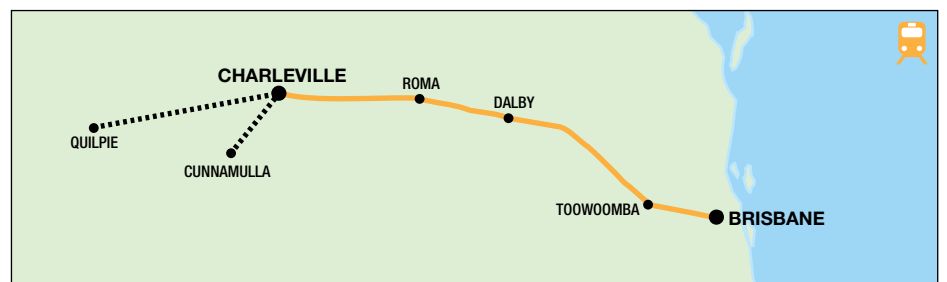 CHARLEVILLE
ROMA
DALBY
QUILPIE
CUNNAMULLA
TOOWOOMBA
BRISBANE